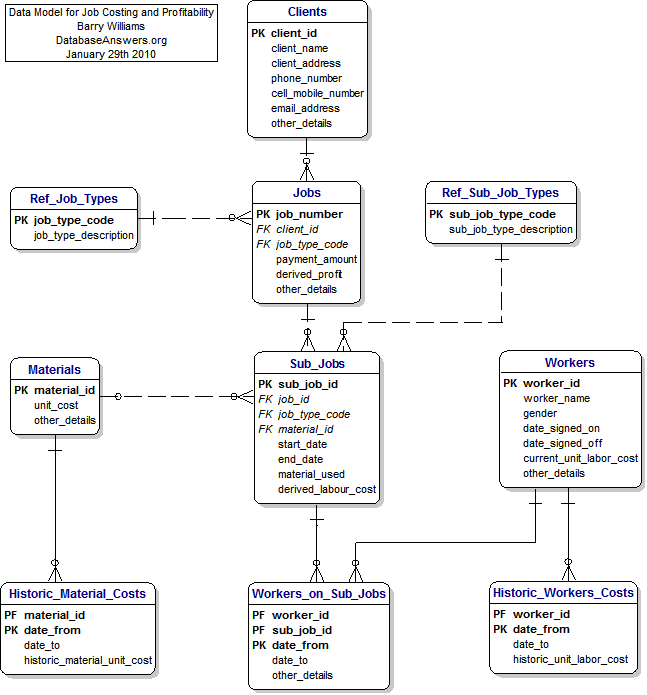 Data Model for Job Costing and Profitability
Barry Williams
DatabaseAnswers.org
January 29th 2010
Clients
PK client_id
client_name
client_address
phone_number
cell_mobile_number
email_address
other_details
Ref_Job_Types
PK job_type_code
job_type_description
Jobs
PK job_number
FK client_id
FK job_type_code
payment_amount
derived_profit
other_details
Ref_Sub_Job_Types
PK sub_job_type_code
sub_job_type_description
Materials
PK material_id
unit_cost
other_details
Sub_Jobs
PK sub_job_id
FK job_id
FK job_type_code
FK material_id
start_date
end_date
material_used
derived_labour_cost
Workers
PK worker_id
worker_name
gender
date_signed_on
date_signed_off
current_unit_labor_cost
other_details
Historic_Material_Costs
PF material_id
PK date_from
date_to
historic_material_unit_cost
Workers_on_Sub_Jobs
PF worker_id
PF sub_job_id
PK date_from
date_to
other_details
Historic_Workers_Costs
PF worker_id
PK date_from
date_to
historic_unit_labor_cost